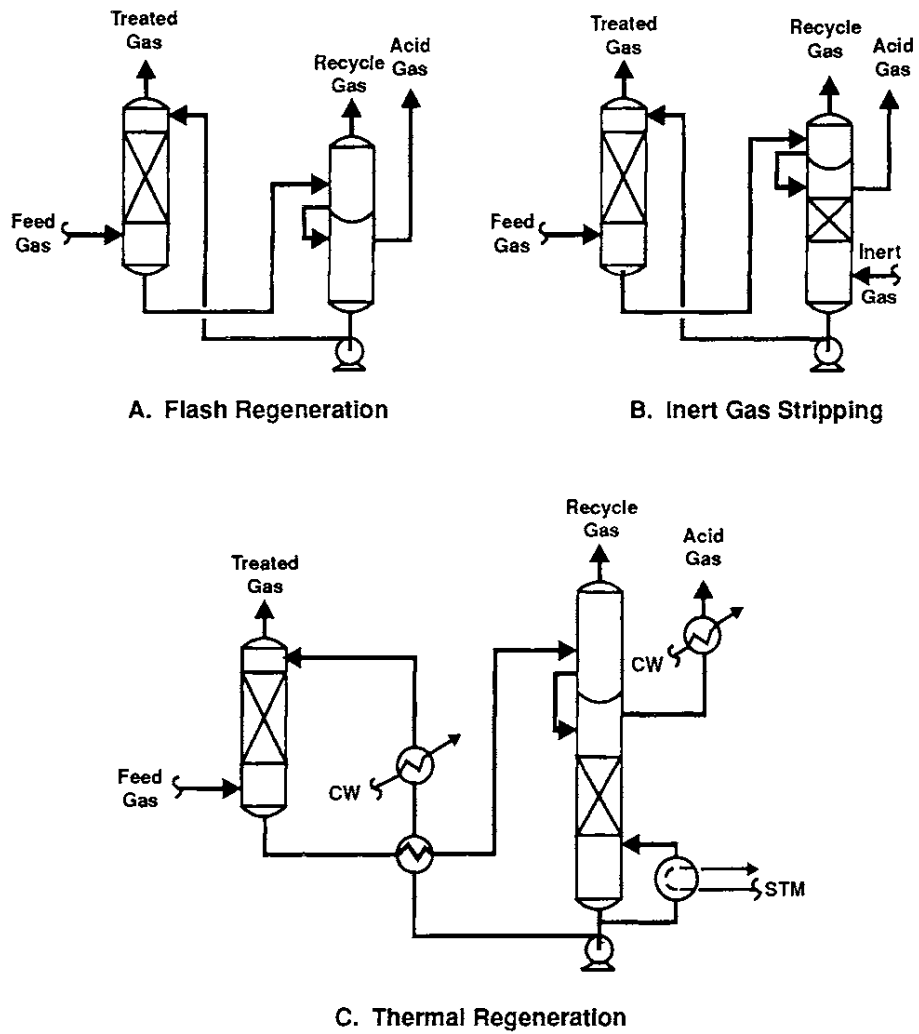 Treated
Gas
Recycle
Gas
Acid
Gas
Feed
Gas
A. Flash Regeneration
Treated
Gas
Recycle
Gas
Acid
Gas
Feed
Gas
Inert
Gas
B. Inert Gas Stripping
Treated
Gas
Recycle
Gas
Acid
Gas
CW
Feed
Gas
CW
STM
C. Thermal Regeneration